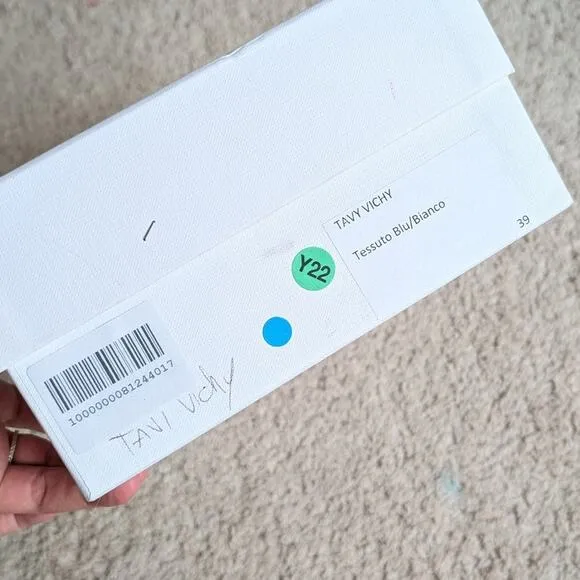 TAVY VICHY
Tessuto Blu/Bianco
39
Y22
1000000081244017
TAVI Vichy